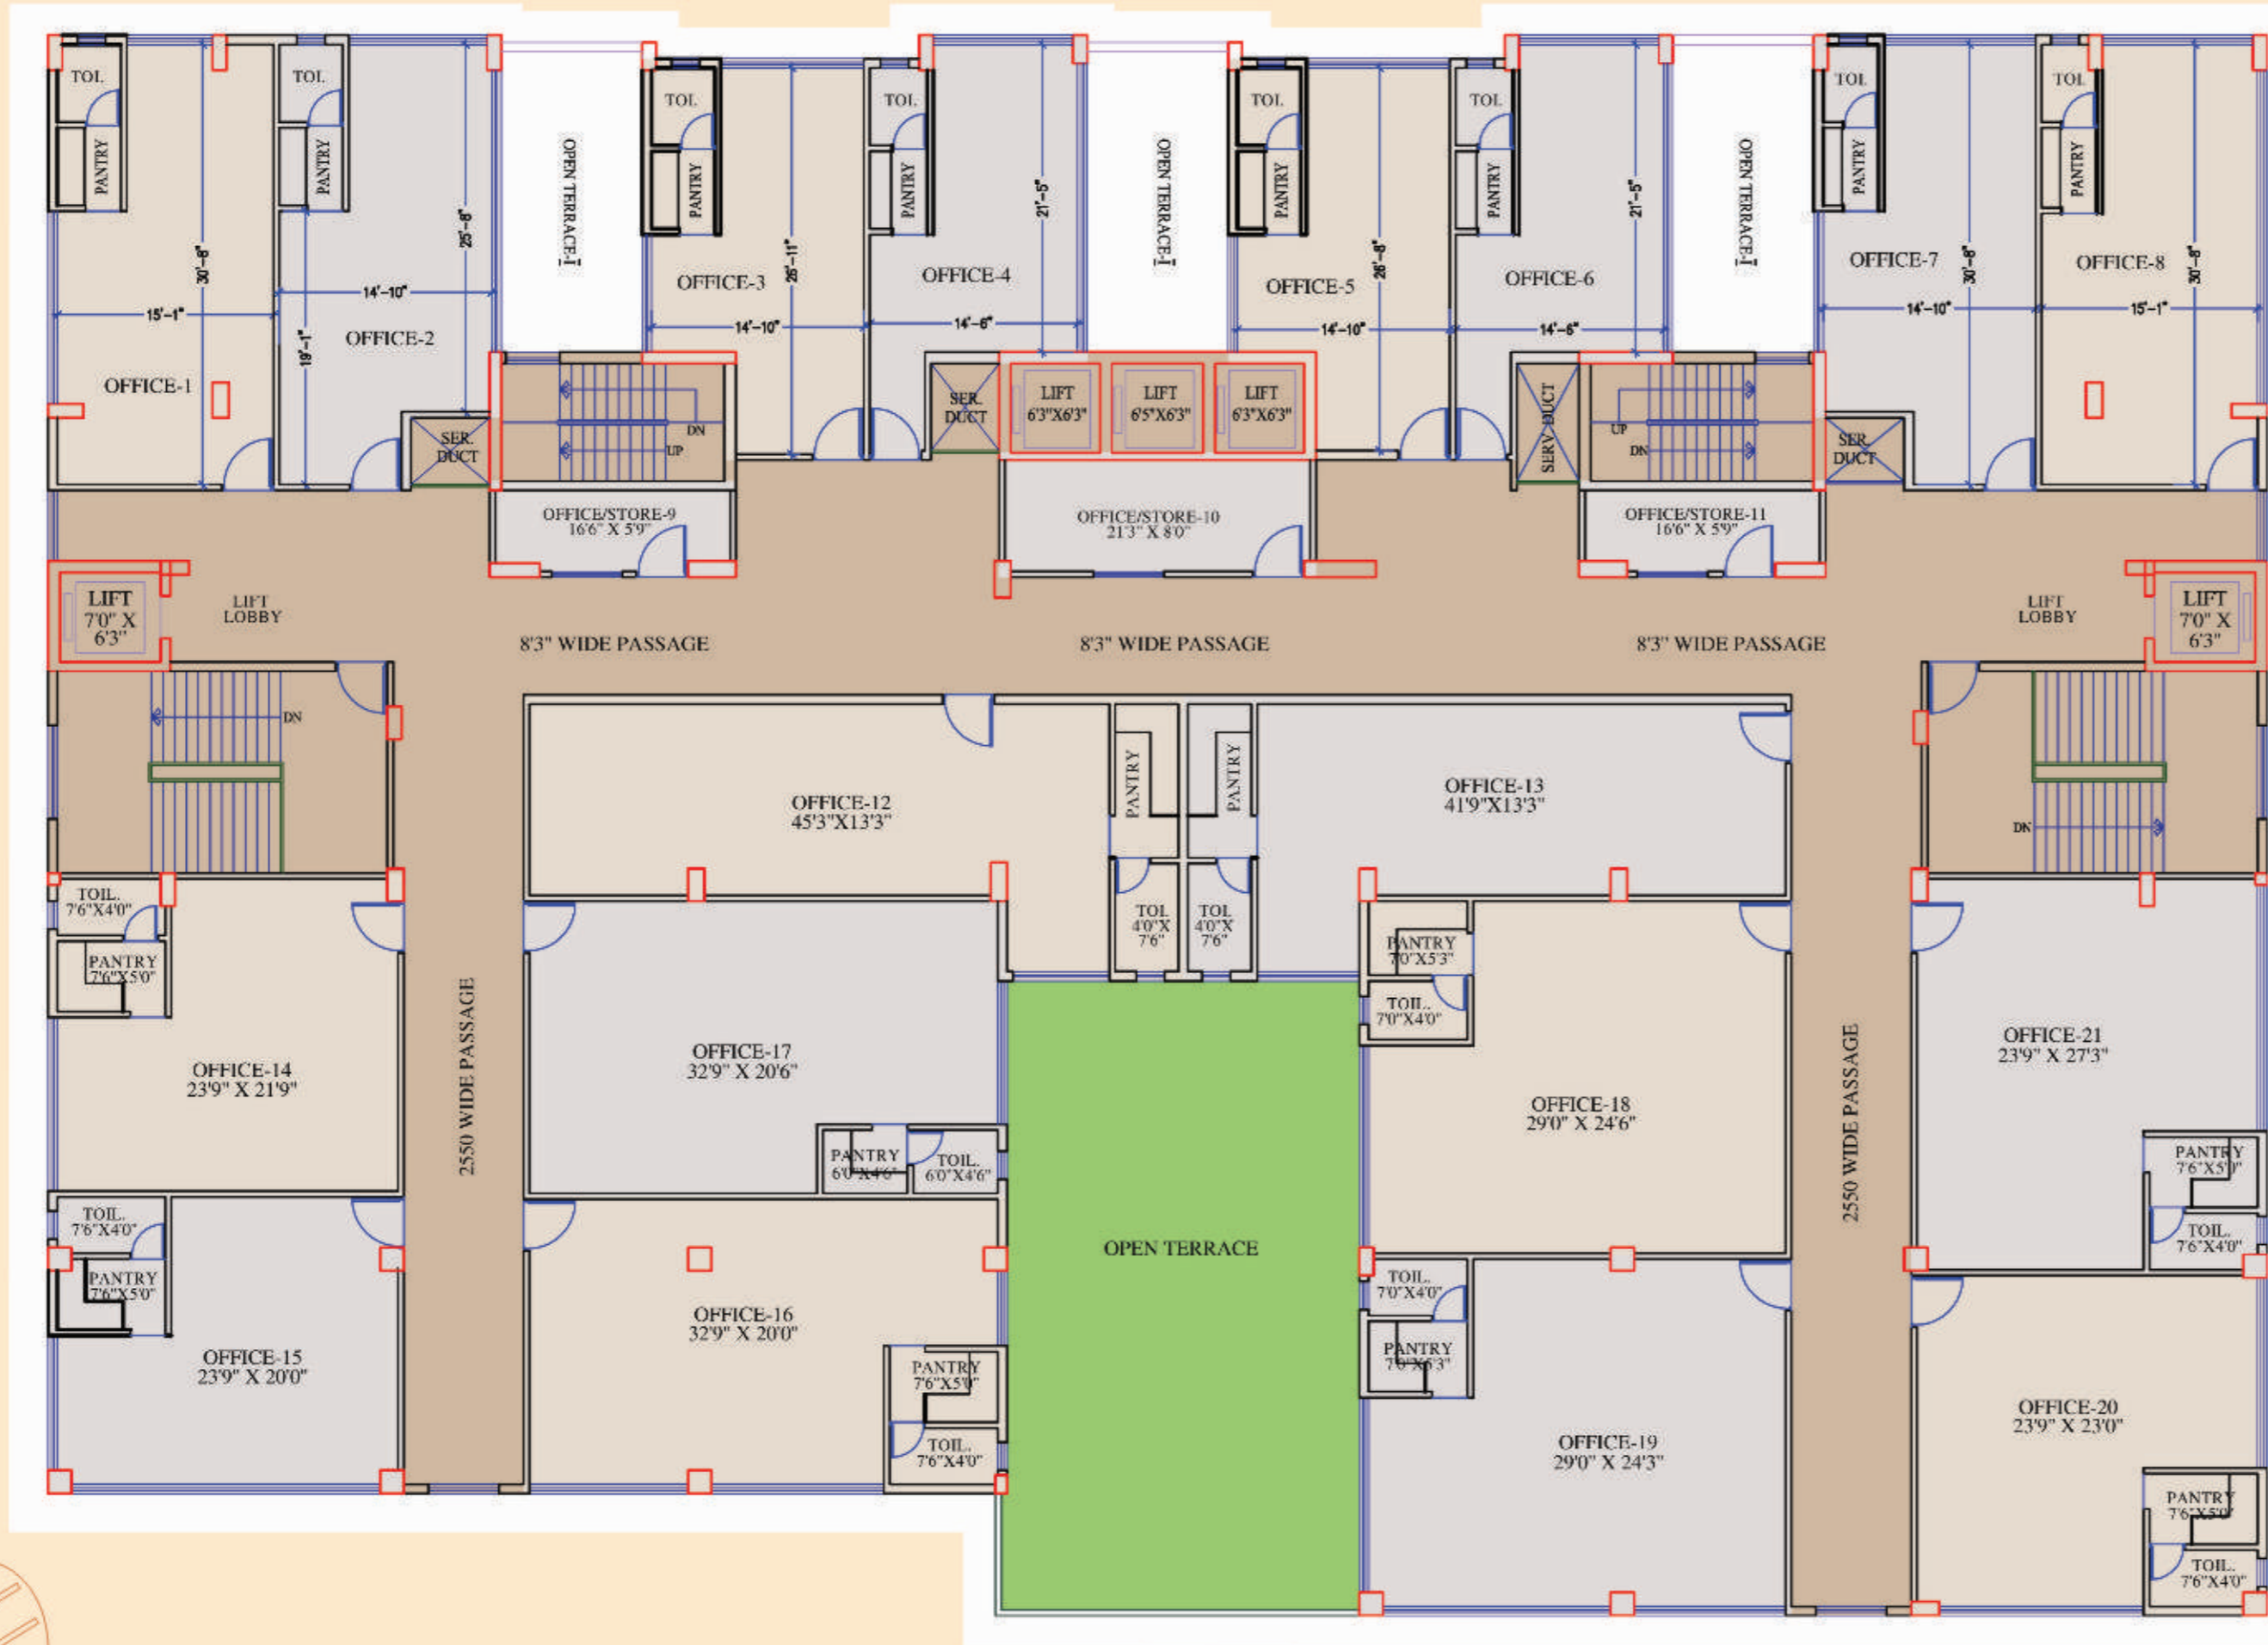 TOI.
TOI.
TOI.
TOI.
TOI.
TOI.
TOI.
TOI.
PANTRY
PANTRY
PANTRY
PANTRY
PANTRY
PANTRY
PANTRY
PANTRY
OPEN TERRACE-I
OPEN TERRACE-I
OPEN TERRACE-I
30'-8"
25'-8"
21'-5"
21'-5"
30'-8"
30'-8"
OFFICE-1
15'-1"
OFFICE-2
14'-10"
19'-1"
OFFICE-3
14'-10"
OFFICE-4
14'-6"
OFFICE-5
14'-10"
26'-8"
OFFICE-6
14'-6"
OFFICE-7
14'-10"
OFFICE-8
15'-1"
SER.
DUCT
DN
UP
SER.
DUCT
LIFT
6'3"X6'3"
LIFT
6'5"X6'3"
LIFT
6'3"X6'3"
SERV.DUCT
UP
DN
SER.
DUCT
OFFICE/STORE-9
16'6" X 5'9"
OFFICE/STORE-10
21'3" X 8'0"
OFFICE/STORE-11
16'6" X 5'9"
LIFT
7'0" X
6'3"
LIFT
LOBBY
8'3" WIDE PASSAGE
8'3" WIDE PASSAGE
8'3" WIDE PASSAGE
LIFT
LOBBY
LIFT
7'0" X
6'3"
DN
DN
OFFICE-12
45'3"X13'3"
PANTRY
PANTRY
OFFICE-13
41'9"X13'3"
TOI.
4'0"X
7'6"
TOI.
4'0"X
7'6"
TOIL.
7'6"X4'0"
PANTRY
7'6"X5'0"
OFFICE-14
23'9" X 21'9"
2550 WIDE PASSAGE
OFFICE-17
32'9" X 20'6"
PANTRY
6'0"X4'6"
TOIL.
6'0"X4'6"
PANTRY
7'0"X5'3"
TOIL.
7'0"X4'0"
OFFICE-18
29'0" X 24'6"
2550 WIDE PASSAGE
OFFICE-21
23'9" X 27'3"
PANTRY
7'6"X5'0"
TOIL.
7'6"X4'0"
TOIL.
7'6"X4'0"
PANTRY
7'6"X5'0"
OFFICE-15
23'9" X 20'0"
OFFICE-16
32'9" X 20'0"
PANTRY
7'6"X5'0"
TOIL.
7'6"X4'0"
OPEN TERRACE
TOIL.
7'0"X4'0"
PANTRY
7'0"X5'3"
OFFICE-19
29'0" X 24'3"
OFFICE-20
23'9" X 23'0"
PANTRY
7'6"X5'0"
TOIL.
7'6"X4'0"